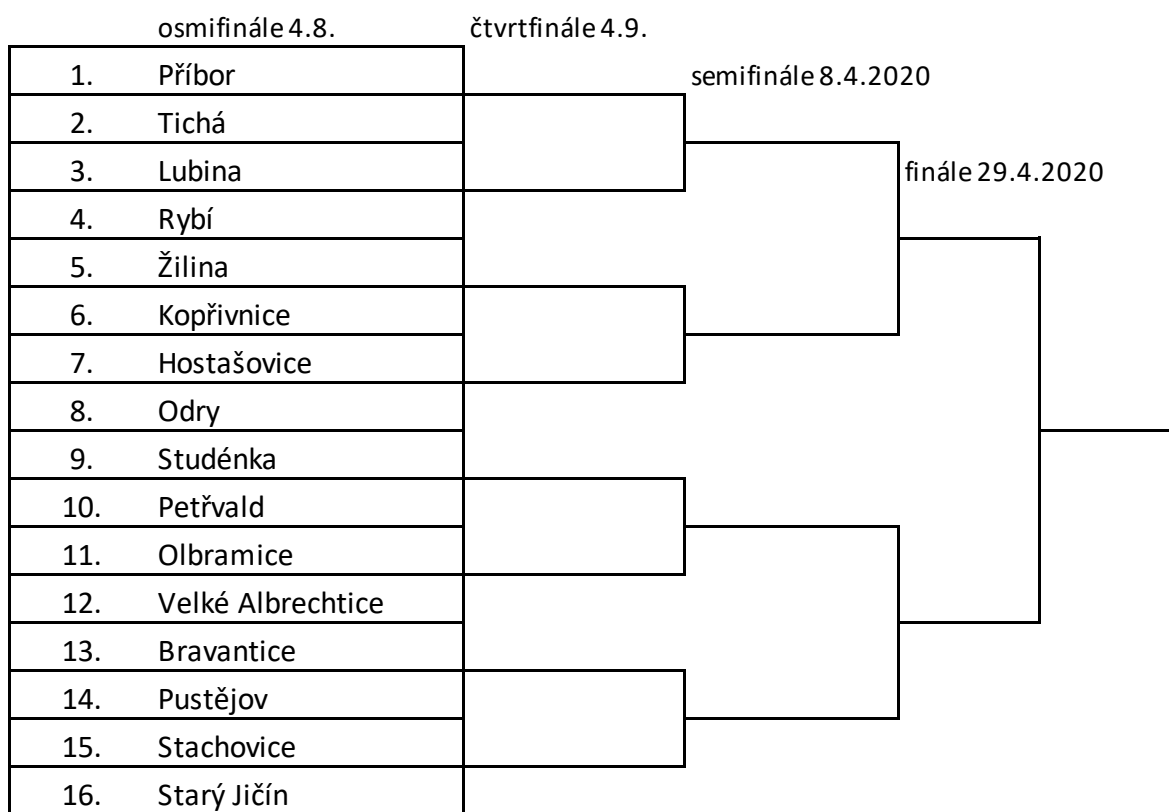 osmifinále 4.8. čtvrtfinále 4.9.
1. Příbor
semifinále 8.4.2020
2. Tichá
3. Lubina
finále 29.4.2020
4. Rybí
5. Žilina
6. Kopřivnice
7. Hostašovice
8. Odry
9. Studénka
10. Petřvald
11. Olbramice
12. Velké Albrechtice
13. Bravantice
14. Pustějov
15. Stachovice
16. Starý Jičín